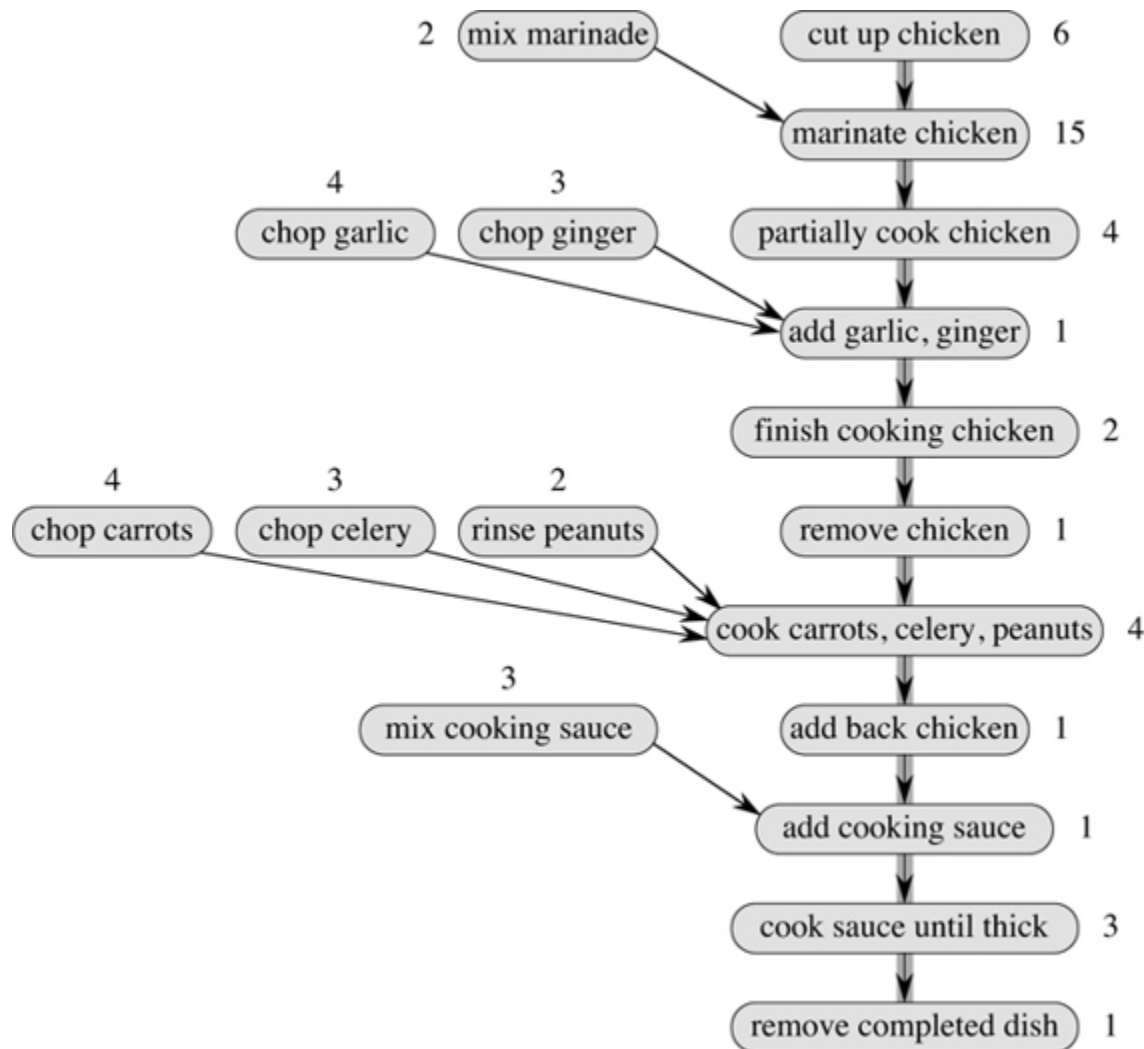 2 mix marinade cut up chicken 6
marinate chicken 15
4 3
chop garlic chop ginger partially cook chicken 4
add garlic, ginger 1
finish cooking chicken 2
4 3 2
chop carrots chop celery rinse peanuts remove chicken 1
cook carrots, celery, peanuts 4
3
mix cooking sauce add back chicken 1
add cooking sauce 1
cook sauce until thick 3
remove completed dish 1